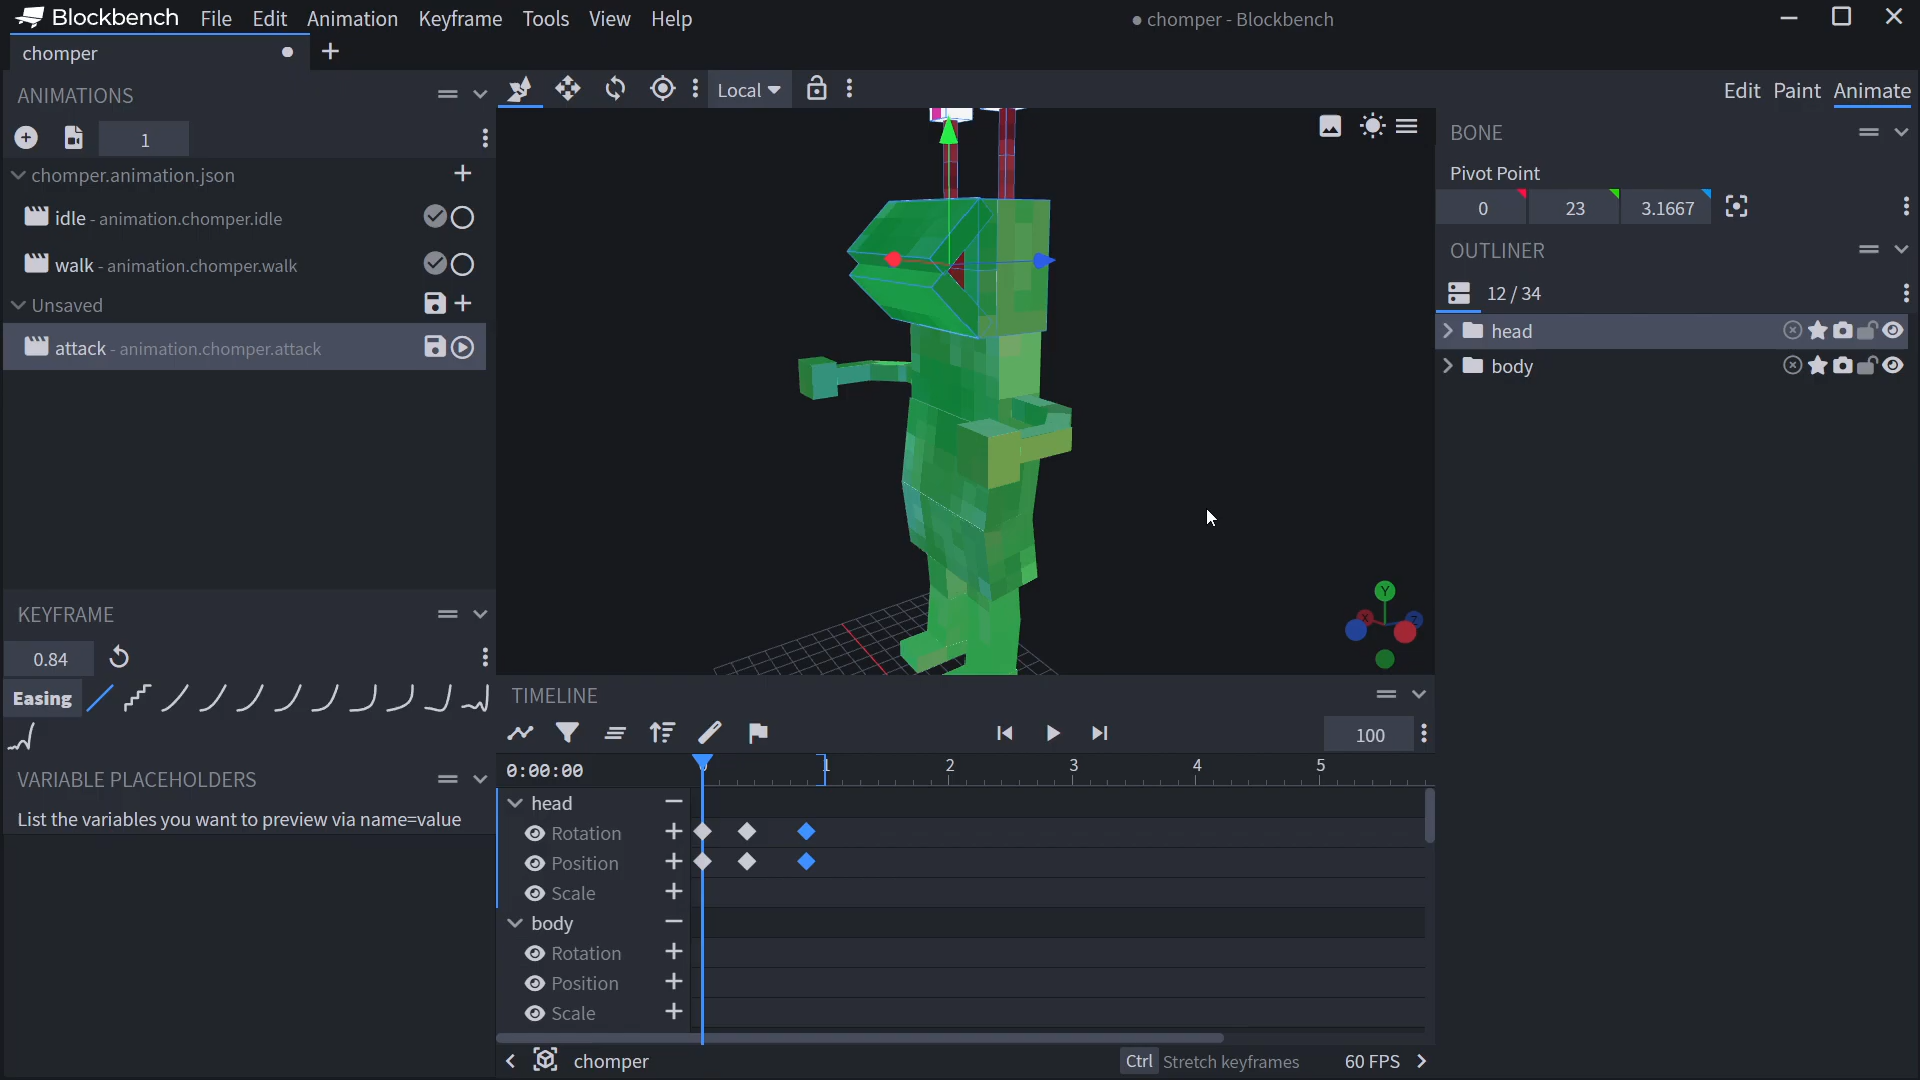 Blockbench File Edit Animation Keyframe Tools View Help
● chomper - Blockbench
chomper
ANIMATIONS
1
chomper.animation.json
idle - animation.chomper.idle
walk - animation.chomper.walk
Unsaved
attack - animation.chomper.attack
KEYFRAME
0.84
Easing
VARIABLE PLACEHOLDERS
List the variables you want to preview via name=value
Local
Y
X
Z
Edit Paint Animate
BONE
Pivot Point
0 23 3.1667
OUTLINER
12 / 34
head
body
TIMELINE
100
0:00:00
0 1 2 3 4 5
head
Rotation
Position
Scale
body
Rotation
Position
Scale
chomper
Ctrl Stretch keyframes 60 FPS